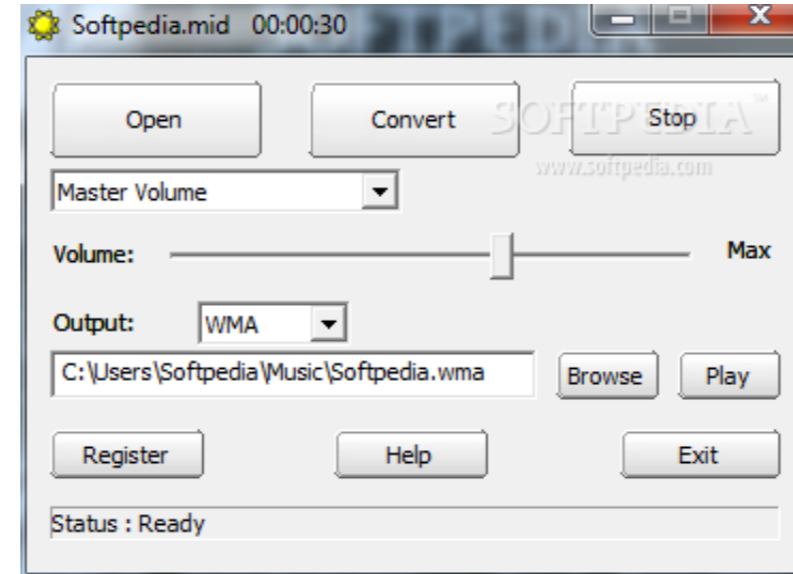 Softpedia.mid 00:00:30
Open Convert Stop
SOFTPEDIA™
www.softpedia.com
Master Volume
Volume: Max
Output: WMA
C:\Users\Softpedia\Music\Softpedia.wma Browse Play
Register Help Exit
Status : Ready